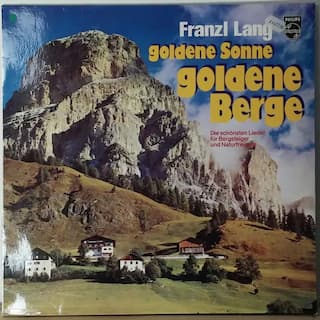 Franzl Lang
PHILIPS
goldene Sonne
goldene
Berge
Die schönsten Lieder
für Bergsteiger
und Naturfreunde